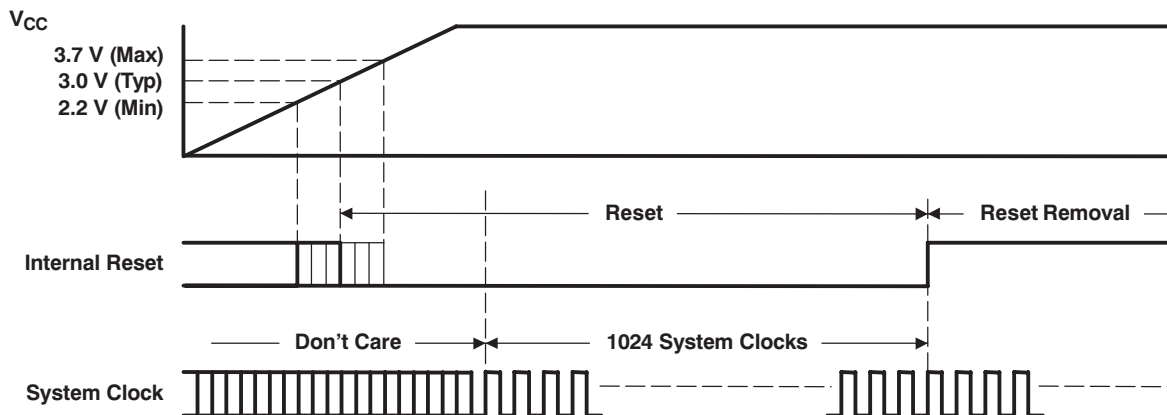 VCC
3.7 V (Max)
3.0 V (Typ)
2.2 V (Min)
Reset
Reset Removal
Internal Reset
Don't Care
1024 System Clocks
System Clock